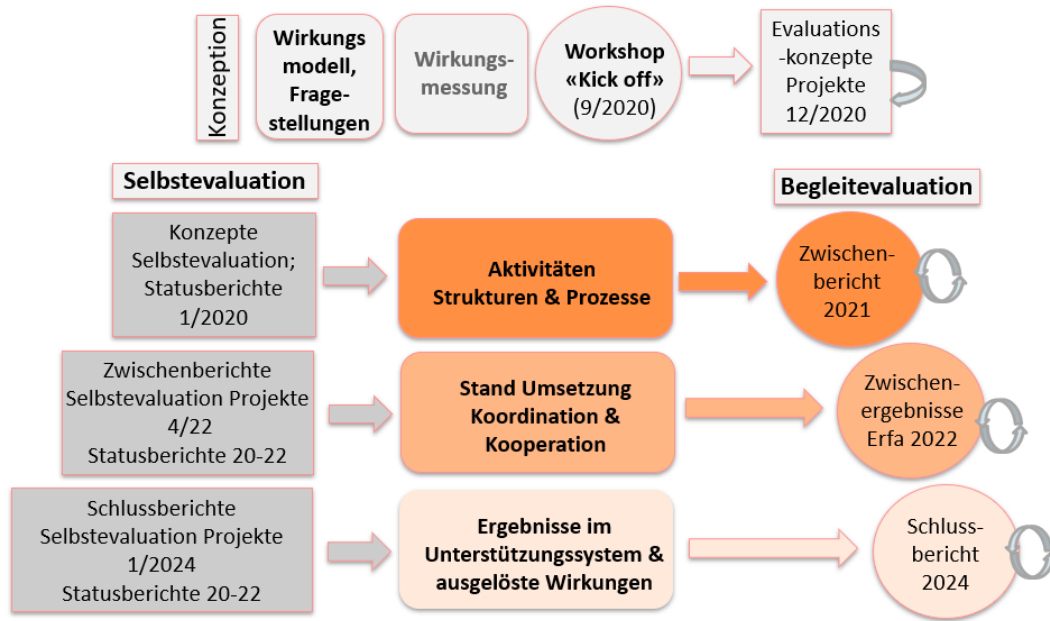 Konzeption
Wirkungs
modell,
Frage-
stellungen
Wirkungs-
messung
Workshop
«Kick off»
(9/2020)
Evaluations
-konzepte
Projekte
12/2020
Selbstevaluation
Begleitevaluation
Konzepte
Selbstevaluation;
Statusberichte
1/2020
Aktivitäten
Strukturen & Prozesse
Zwischen-
bericht
2021
Zwischenberichte
Selbstevaluation Projekte
4/22
Statusberichte 20-22
Stand Umsetzung
Koordination &
Kooperation
Zwischen-
ergebnisse
Erfa 2022
Schlussberichte
Selbstevaluation Projekte
1/2024
Statusberichte 20-22
Ergebnisse im
Unterstützungssystem &
ausgelöste Wirkungen
Schluss-
bericht
2024